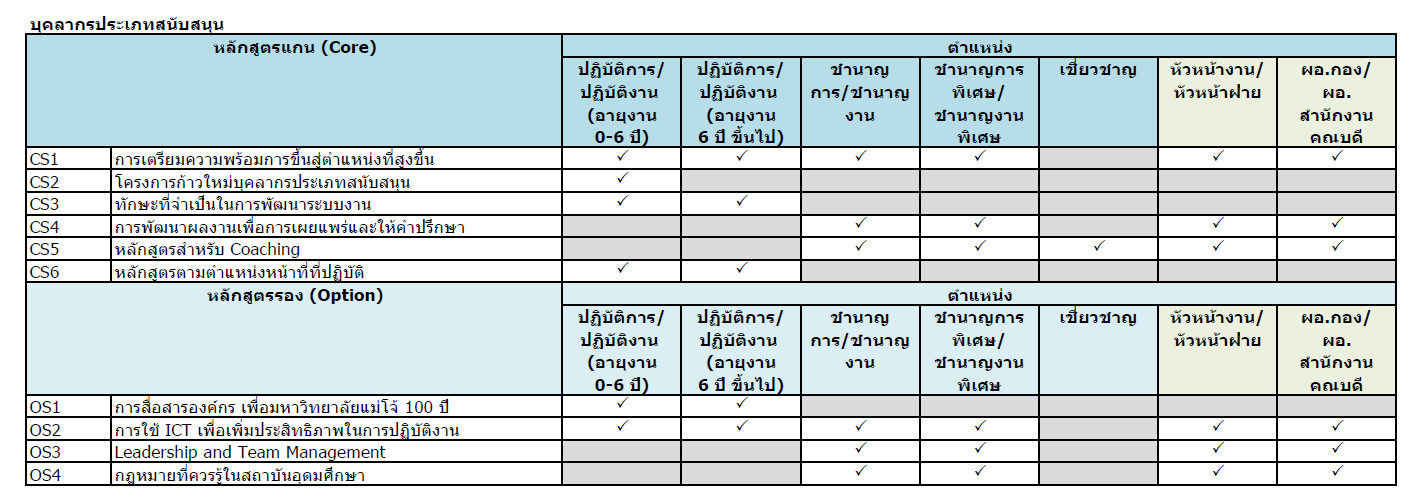 บุคลากรประเภทสนับสนุน
หลักสูตรแกน (Core) ตำแหน่ง
ปฏิบัติการ/ ปฏิบัติการ/ ชำนาญ ชำนาญการ เชี่ยวชาญ หัวหน้างาน/ ผอ.กอง/
ปฏิบัติงาน ปฏิบัติงาน การ/ชำนาญ พิเศษ/ หัวหน้าฝ่าย ผอ.
(อายุงาน (อายุงาน งาน ชำนาญงาน สำนักงาน
0-6 ปี) 6 ปี ขึ้นไป) พิเศษ คณบดี
CS1 การเตรียมความพร้อมการขึ้นสู่ตำแหน่งที่สูงขึ้น ✓ ✓ ✓ ✓ ✓ ✓
CS2 โครงการก้าวใหม่บุคลากรประเภทสนับสนุน ✓
CS3 ทักษะที่จำเป็นในการพัฒนาระบบงาน ✓ ✓
CS4 การพัฒนาผลงานเพื่อการเผยแพร่และให้คำปรึกษา ✓ ✓ ✓ ✓
CS5 หลักสูตรสำหรับ Coaching ✓ ✓ ✓ ✓ ✓
CS6 หลักสูตรตามตำแหน่งหน้าที่ที่ปฏิบัติ ✓ ✓
หลักสูตรรอง (Option) ตำแหน่ง
ปฏิบัติการ/ ปฏิบัติการ/ ชำนาญ ชำนาญการ เชี่ยวชาญ หัวหน้างาน/ ผอ.กอง/
ปฏิบัติงาน ปฏิบัติงาน การ/ชำนาญ พิเศษ/ หัวหน้าฝ่าย ผอ.
(อายุงาน (อายุงาน งาน ชำนาญงาน สำนักงาน
0-6 ปี) 6 ปี ขึ้นไป) พิเศษ คณบดี
OS1 การสื่อสารองค์กร เพื่อมหาวิทยาลัยแม่โจ้ 100 ปี ✓ ✓
OS2 การใช้ ICT เพื่อเพิ่มประสิทธิภาพในการปฏิบัติงาน ✓ ✓ ✓ ✓ ✓ ✓
OS3 Leadership and Team Management ✓ ✓ ✓ ✓
OS4 กฎหมายที่ควรรู้ในสถาบันอุดมศึกษา ✓ ✓ ✓ ✓